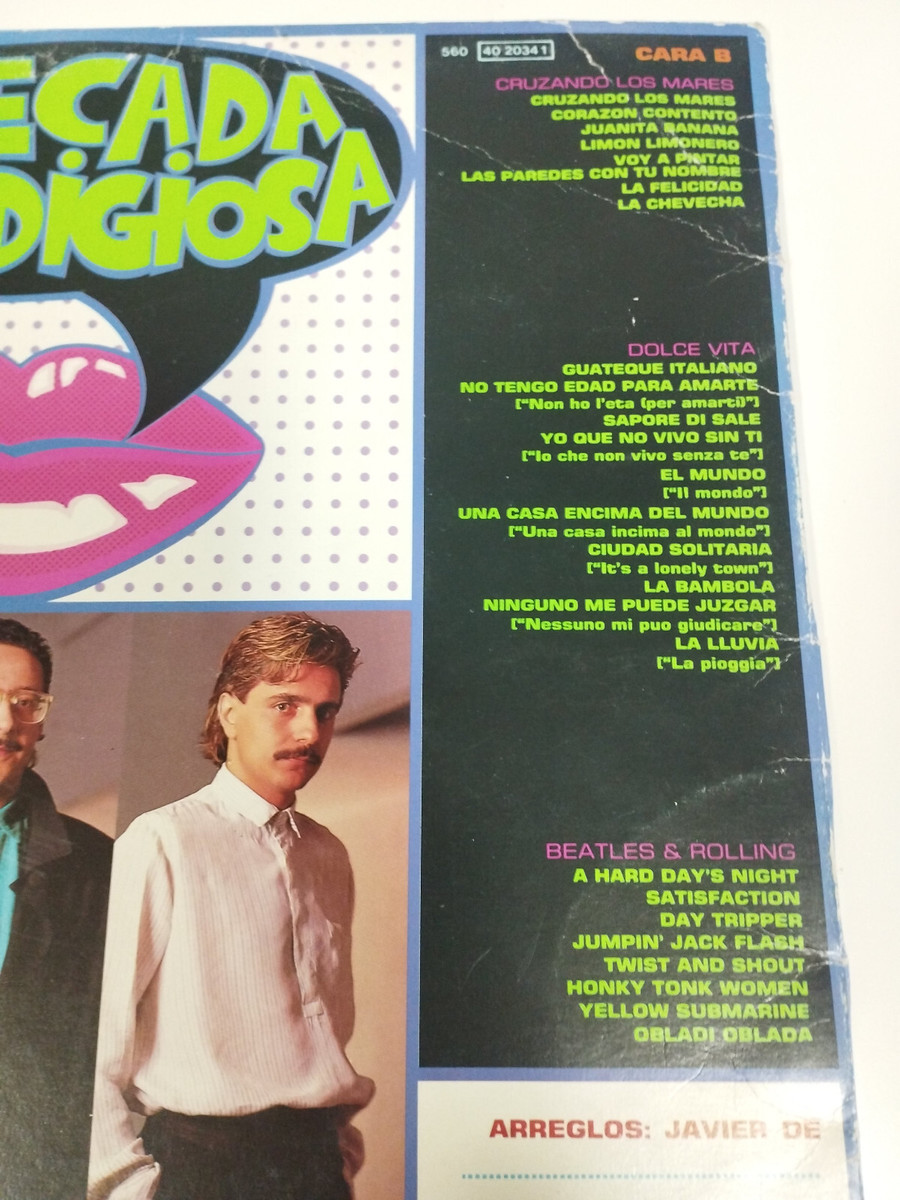 ECADA
DIGIOSA
560 40 20341
CARA B
CRUZANDO LOS MARES
CRUZANDO LOS MARES
CORAZON CONTENTO
JUANITA BANANA
LIMON LIMONERO
VOY A PINTAR
LAS PAREDES CON TU NOMBRE
LA FELICIDAD
LA CHEVECHA
DOLCE VITA
GUATEQUE ITALIANO
NO TENGO EDAD PARA AMARTE
["Non ho l'eta (per amarti)"]
SAPORE DI SALE
YO QUE NO VIVO SIN TI
["Io che non vivo senza te"]
EL MUNDO
["Il mondo"]
UNA CASA ENCIMA DEL MUNDO
["Una casa incima al mondo"]
CIUDAD SOLITARIA
["It's a lonely town"]
LA BAMBOLA
NINGUNO ME PUEDE JUZGAR
["Nessuno mi puo giudicare"]
LA LLUVIA
["La pioggia"]
BEATLES & ROLLING
A HARD DAY'S NIGHT
SATISFACTION
DAY TRIPPER
JUMPIN' JACK FLASH
TWIST AND SHOUT
HONKY TONK WOMEN
YELLOW SUBMARINE
OBLADI OBLADA
ARREGLOS: JAVIER DE